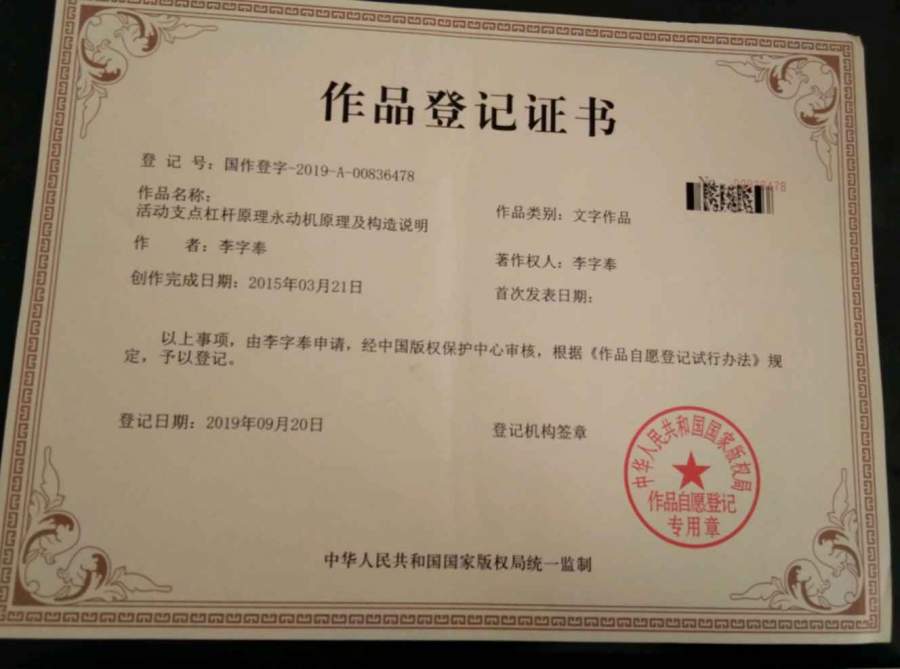 作品登记证书
登 记 号：国作登字-2019-A-00836478
作品名称：
活动支点杠杆原理永动机原理及构造说明
作品类别：文字作品
作 者：李字奉
著作权人：李字奉
创作完成日期：2015年03月21日
首次发表日期：
以上事项，由李字奉申请，经中国版权保护中心审核，根据《作品自愿登记试行办法》规
定，予以登记。
登记日期：2019年09月20日
登记机构签章
中华人民共和国国家版权局
作品自愿登记
专用章
中华人民共和国国家版权局统一监制